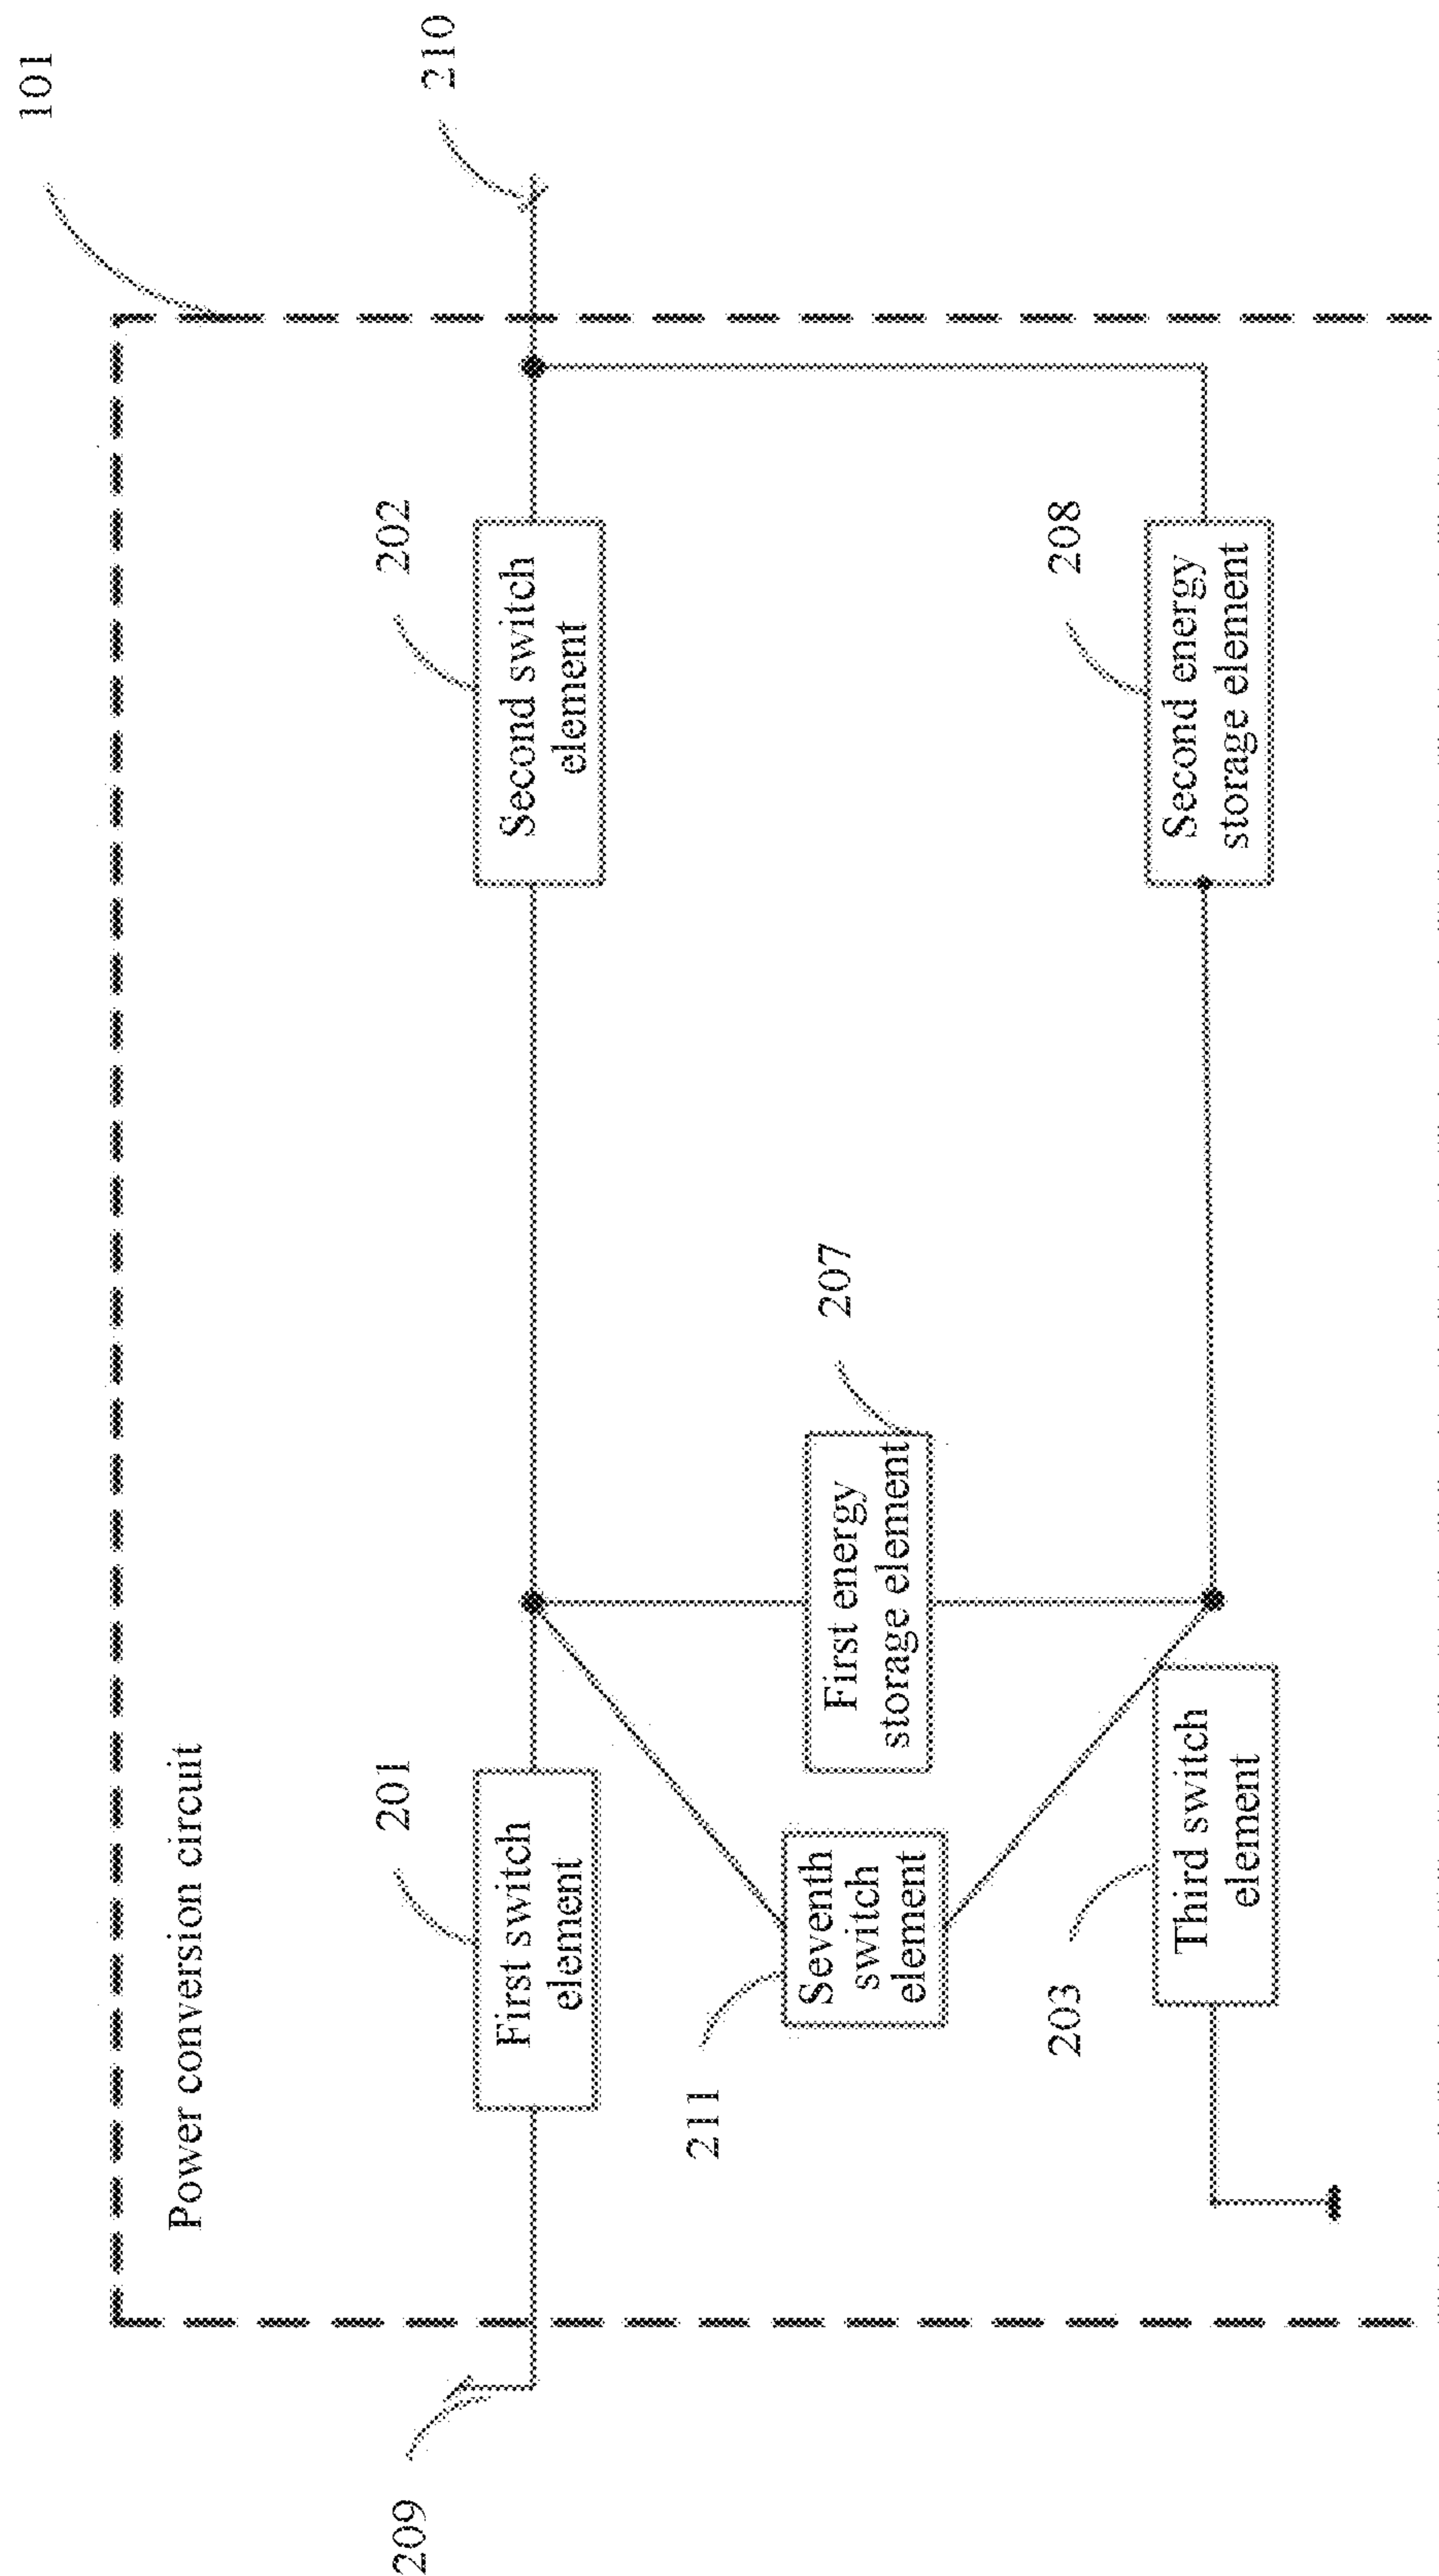 101
210
Power conversion circuit
201
First switch
element
202
Second switch
element
209
211
Seventh
switch
element
207
First energy
storage element
203
Third switch
element
208
Second energy
storage element